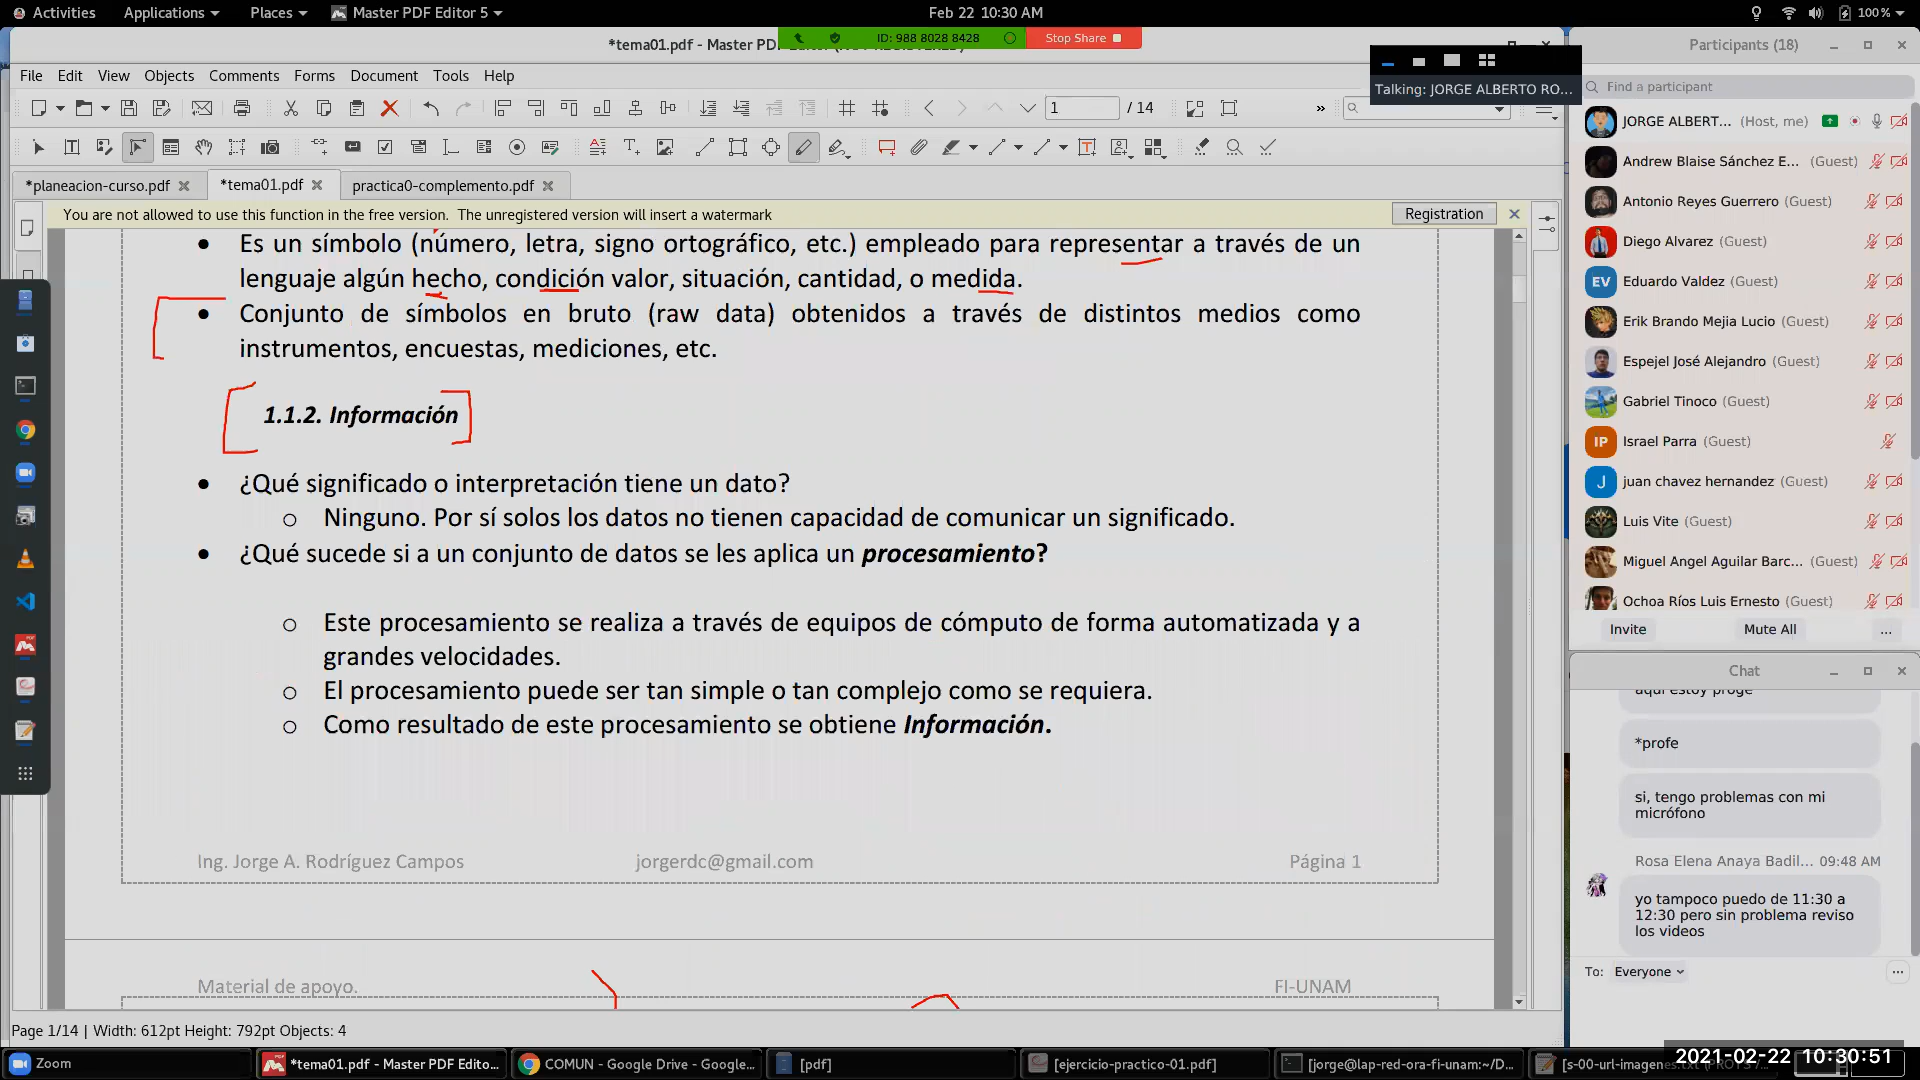 Activities Applications Places Master PDF Editor 5 Feb 22 10:30 AM 100%
*tema01.pdf - Master PD
ID: 988 8028 8428 Stop Share
Talking: JORGE ALBERTO RO...
File Edit View Objects Comments Forms Document Tools Help
1 / 14 »
*planeacion-curso.pdf *tema01.pdf practica0-complemento.pdf
You are not allowed to use this function in the free version. The unregistered version will insert a watermark Registration
• Es un símbolo (número, letra, signo ortográfico, etc.) empleado para representar a través de un
lenguaje algún hecho, condición valor, situación, cantidad, o medida.
• Conjunto de símbolos en bruto (raw data) obtenidos a través de distintos medios como
instrumentos, encuestas, mediciones, etc.
1.1.2. Información
• ¿Qué significado o interpretación tiene un dato?
o Ninguno. Por sí solos los datos no tienen capacidad de comunicar un significado.
• ¿Qué sucede si a un conjunto de datos se les aplica un procesamiento?
o Este procesamiento se realiza a través de equipos de cómputo de forma automatizada y a
grandes velocidades.
o El procesamiento puede ser tan simple o tan complejo como se requiera.
o Como resultado de este procesamiento se obtiene Información.
Ing. Jorge A. Rodríguez Campos jorgerdc@gmail.com Página 1
Material de apoyo. FI-UNAM
Page 1/14 | Width: 612pt Height: 792pt Objects: 4
Participants (18)
Find a participant
JORGE ALBERT... (Host, me)
Andrew Blaise Sánchez E... (Guest)
Antonio Reyes Guerrero (Guest)
Diego Alvarez (Guest)
EV Eduardo Valdez (Guest)
Erik Brando Mejia Lucio (Guest)
Espejel José Alejandro (Guest)
Gabriel Tinoco (Guest)
IP Israel Parra (Guest)
J juan chavez hernandez (Guest)
Luis Vite (Guest)
Miguel Angel Aguilar Barc... (Guest)
Ochoa Ríos Luis Ernesto (Guest)
Invite Mute All ...
Chat
aqui estoy proge
*profe
si, tengo problemas con mi
micrófono
Rosa Elena Anaya Badil... 09:48 AM
yo tampoco puedo de 11:30 a
12:30 pero sin problema reviso
los videos
To: Everyone
Zoom *tema01.pdf - Master PDF Edito... COMUN - Google Drive - Google... [pdf] [ejercicio-practico-01.pdf] [jorge@lap-red-ora-fi-unam:~/D... [s-00-url-imagenes.txt
2021-02-22 10:30:51